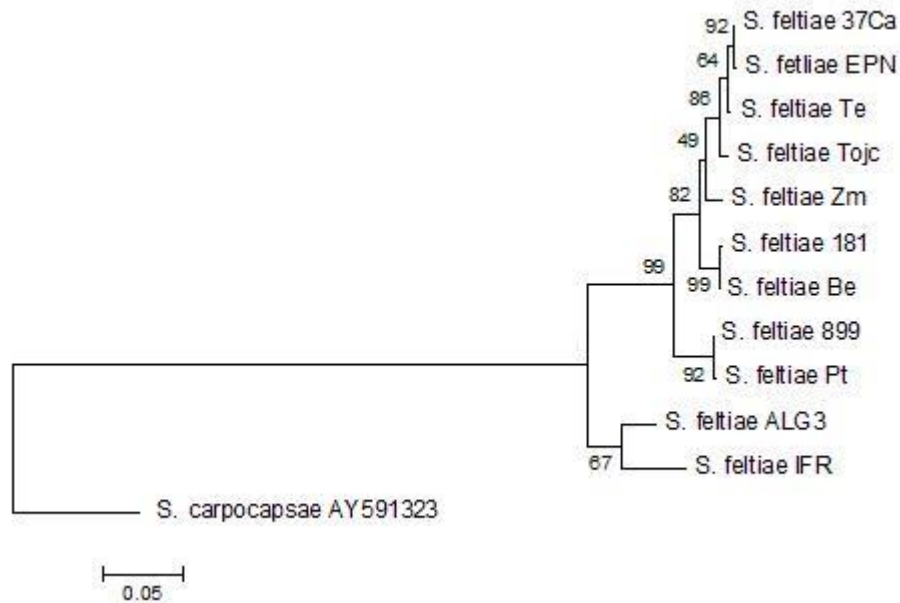 92
S. feltiae 37Ca
64
S. fetliae EPN
86
S. feltiae Te
49
S. feltiae Tojc
82
S. feltiae Zm
99
S. feltiae 181
99
S. feltiae Be
S. feltiae 899
92
S. feltiae Pt
S. feltiae ALG3
67
S. feltiae IFR
S. carpocapsae AY591323
0.05